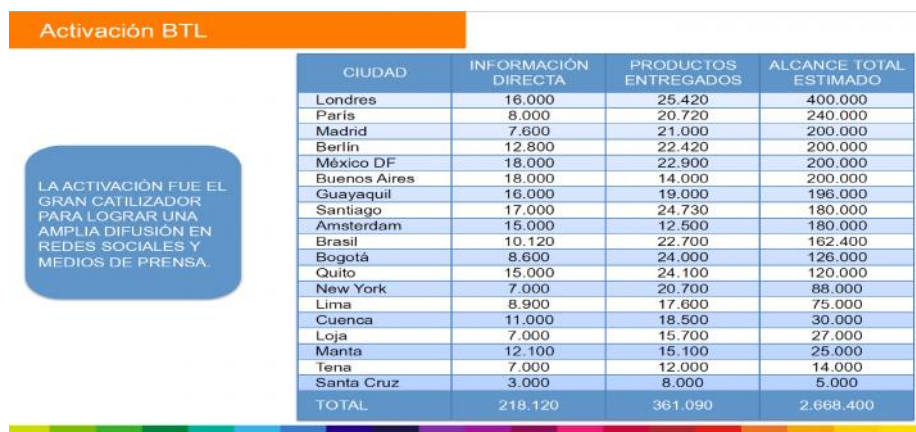 Activación BTL
LA ACTIVACIÓN FUE EL
GRAN CATILIZADOR
PARA LOGRAR UNA
AMPLIA DIFUSIÓN EN
REDES SOCIALES Y
MEDIOS DE PRENSA.
CIUDAD INFORMACIÓN DIRECTA PRODUCTOS ENTREGADOS ALCANCE TOTAL ESTIMADO
Londres 16.000 25.420 400.000
París 8.000 20.720 240.000
Madrid 7.600 21.000 200.000
Berlín 12.800 22.420 200.000
México DF 18.000 22.900 200.000
Buenos Aires 18.000 14.000 200.000
Guayaquil 16.000 19.000 196.000
Santiago 17.000 24.730 180.000
Amsterdam 15.000 12.500 180.000
Brasil 10.120 22.700 162.400
Bogotá 8.600 24.000 126.000
Quito 15.000 24.100 120.000
New York 7.000 20.700 88.000
Lima 8.900 17.600 75.000
Cuenca 11.000 18.500 30.000
Loja 7.000 15.700 27.000
Manta 12.100 15.100 25.000
Tena 7.000 12.000 14.000
Santa Cruz 3.000 8.000 5.000
TOTAL 218.120 361.090 2.668.400